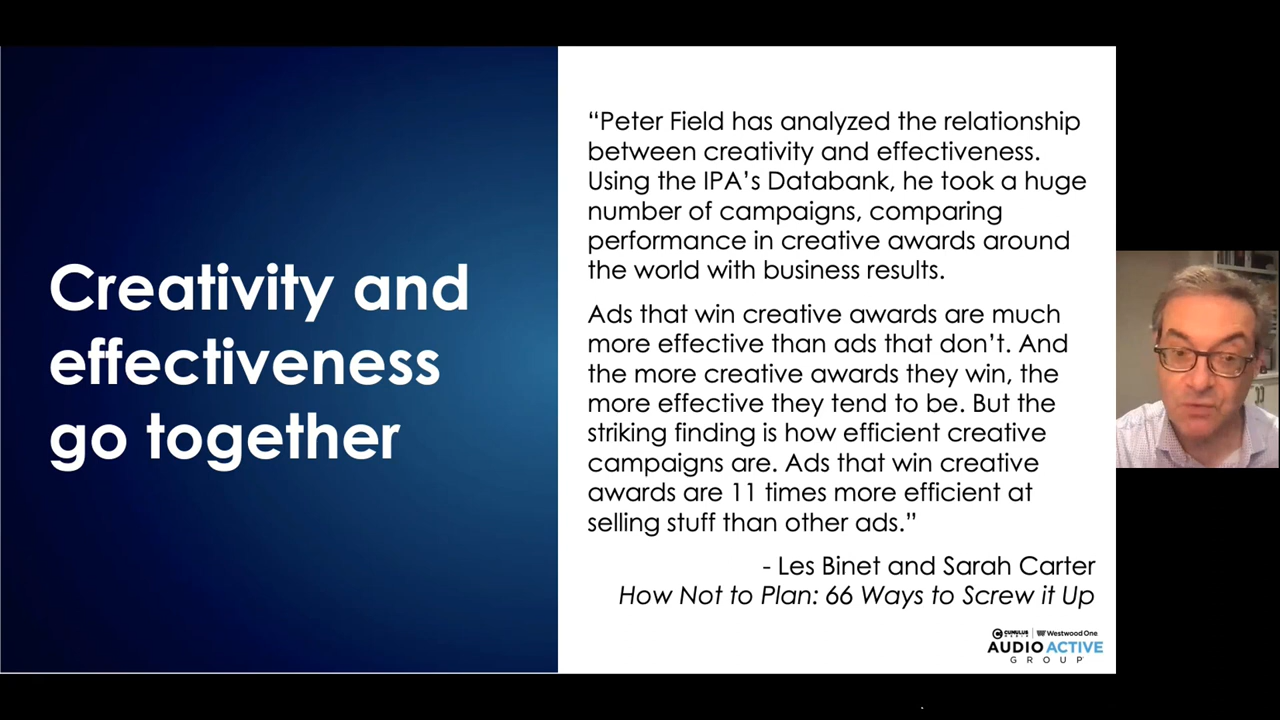 Creativity and
effectiveness
go together
“Peter Field has analyzed the relationship
between creativity and effectiveness.
Using the IPA’s Databank, he took a huge
number of campaigns, comparing
performance in creative awards around
the world with business results.
Ads that win creative awards are much
more effective than ads that don’t. And
the more creative awards they win, the
more effective they tend to be. But the
striking finding is how efficient creative
campaigns are. Ads that win creative
awards are 11 times more efficient at
selling stuff than other ads.”
- Les Binet and Sarah Carter
How Not to Plan: 66 Ways to Screw it Up
CUMULUS Westwood One
AUDIO ACTIVE
GROUP